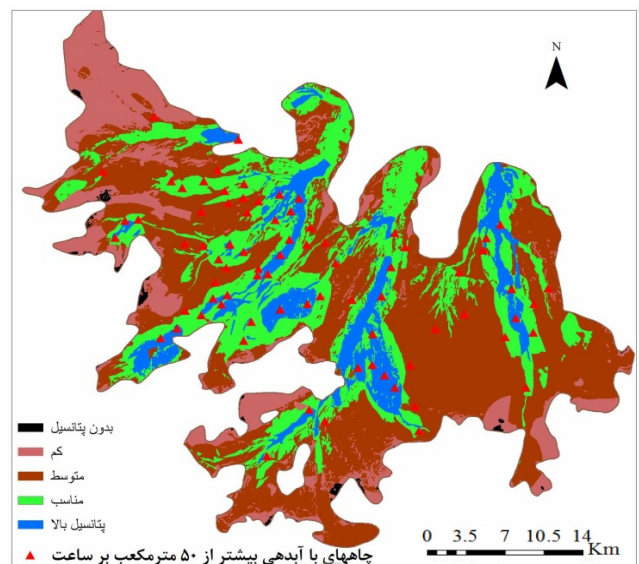 N
بدون پتانسیل
کم
متوسط
مناسب
پتانسیل بالا
چاههای با آبدهی بیشتر از ۵۰ مترمکعب بر ساعت
0 3.5 7 10.5 14
Km